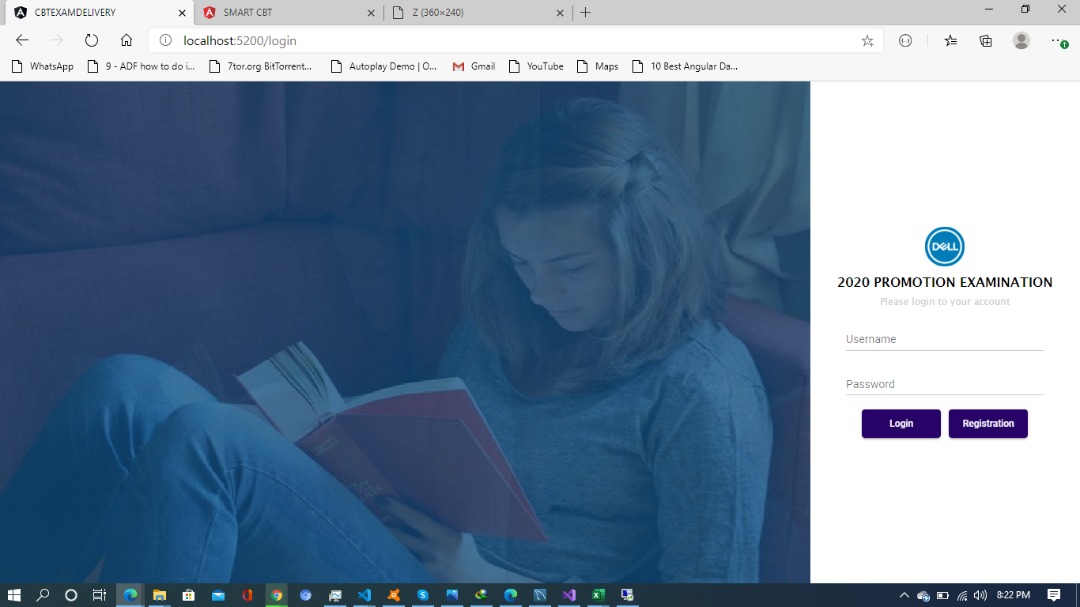 CBTEXAMDELIVERY
SMART CBT
Z (360×240)
localhost:5200/login
WhatsApp
9 - ADF how to do i...
7tor.org BitTorrent...
Autoplay Demo | O...
Gmail
YouTube
Maps
10 Best Angular Da...
DELL
2020 PROMOTION EXAMINATION
Please login to your account
Username
Password
Login
Registration
8:22 PM